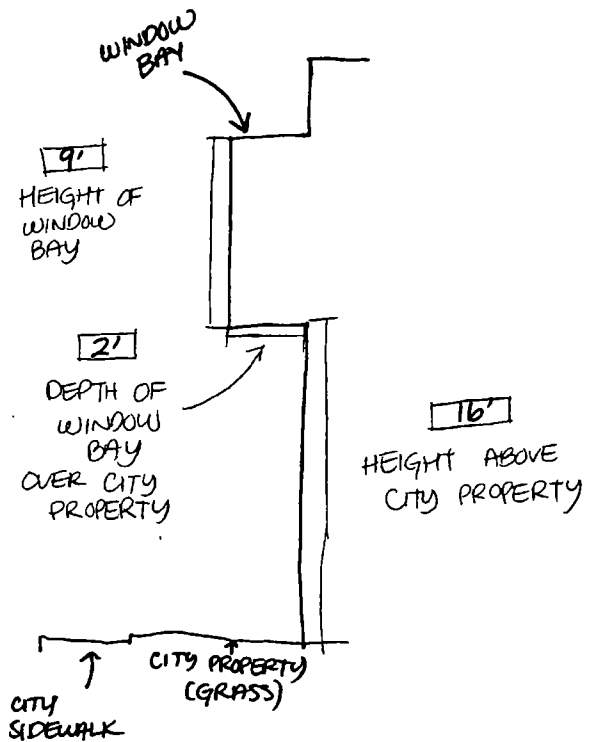 WINDOW
BAY
9'
HEIGHT OF
WINDOW
BAY
2'
DEPTH OF
WINDOW
BAY
OVER CITY
PROPERTY
16'
HEIGHT ABOVE
CITY PROPERTY
CITY PROPERTY
(GRASS)
CITY
SIDEWALK